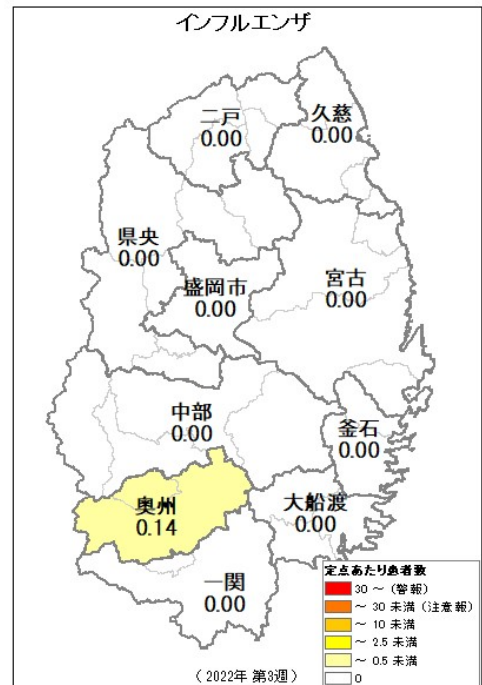 インフルエンザ
二戸
0.00
久慈
0.00
県央
0.00
盛岡市
0.00
宮古
0.00
中部
0.00
釜石
0.00
奥州
0.14
大船渡
0.00
一関
0.00
定点あたり患者数
30 ～ (警報)
～ 30 未満 (注意報)
～ 10 未満
～ 2.5 未満
～ 0.5 未満
0
（2022年 第3週）